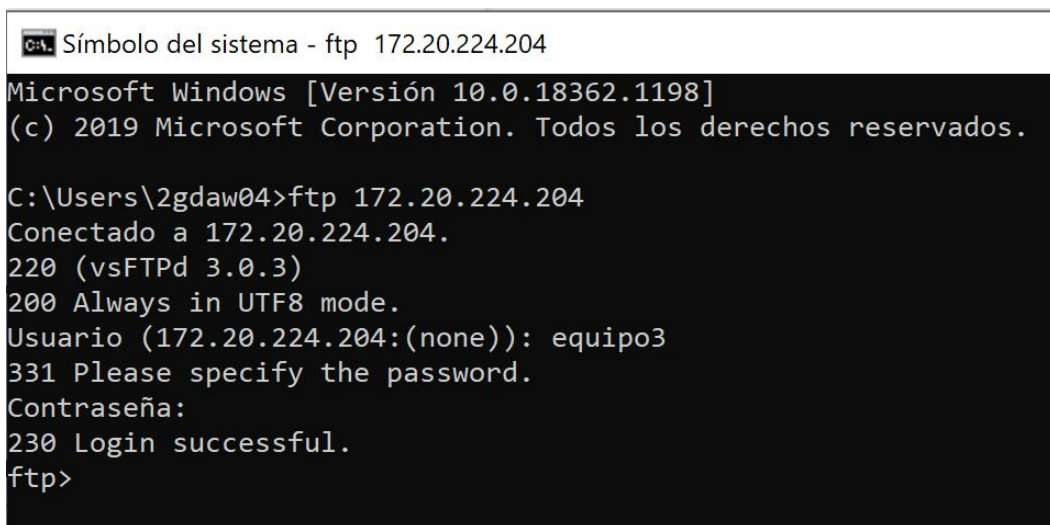 Símbolo del sistema - ftp  172.20.224.204
Microsoft Windows [Versión 10.0.18362.1198]
(c) 2019 Microsoft Corporation. Todos los derechos reservados.
C:\Users\2gdaw04>ftp 172.20.224.204
Conectado a 172.20.224.204.
220 (vsFTPd 3.0.3)
200 Always in UTF8 mode.
Usuario (172.20.224.204:(none)): equipo3
331 Please specify the password.
Contraseña:
230 Login successful.
ftp>